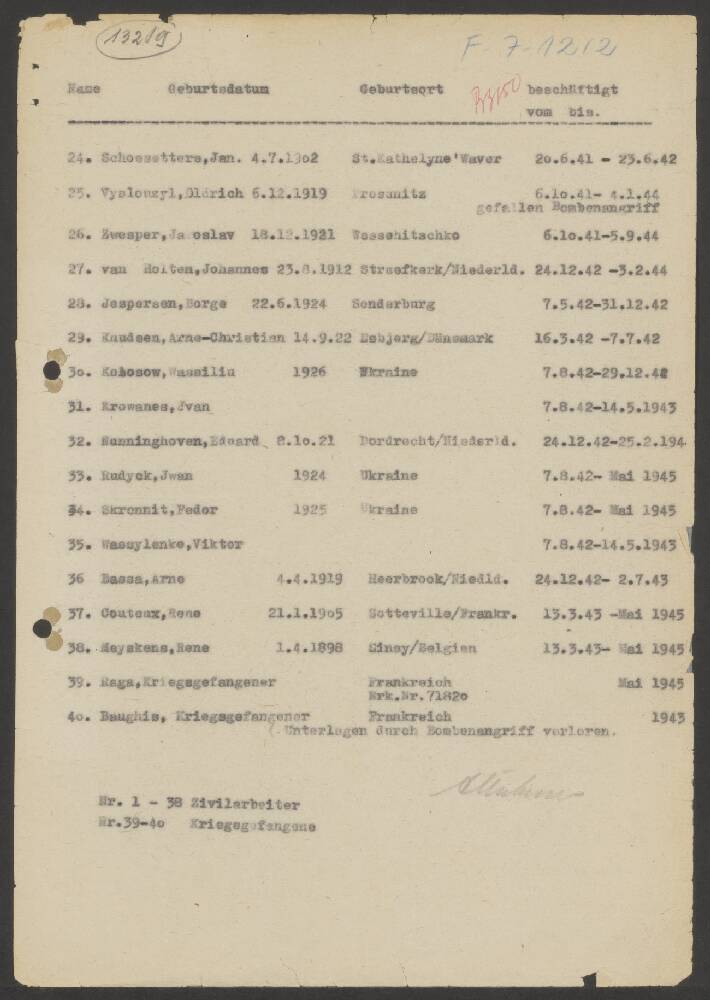 13219
F-7-1212
Name Geburtsdatum Geburtsort beschäftigt
vom bis.
24. Schoesetters,Jan. 4.7.1902 St.Kathelyne'Waver 20.6.41 - 23.6.42
25. Vyslouzyl,Oldrich 6.12.1919 Prossnitz 6.10.41- 4.1.44
gefallen Bombenangriff
26. Zwesper,Jaroslav 18.12.1921 Wosschitschko 6.10.41-5.9.44
27. van Holten,Johannes 23.8.1912 Streefkerk/Niederld. 24.12.42 -3.2.44
28. Jespersen,Borge 22.6.1924 Sonderburg 7.5.42-31.12.42
29. Knudsen,Arne-Christian 14.9.22 Esbjerg/Dänemark 16.3.42 -7.7.42
30. Kolosow,Wassiliu 1926 Ukraine 7.8.42-29.12.42
31. Krowanes,Jvan 7.8.42-14.5.1943
32. Nunninghoven,Eduard 8.10.21 Dordrecht/Niederld. 24.12.42-25.2.194
33. Rudyck,Jwan 1924 Ukraine 7.8.42- Mai 1945
34. Skronnit,Fedor 1925 Ukraine 7.8.42- Mai 1945
35. Wassylenko,Viktor 7.8.42-14.5.1943
36 Bassa,Arno 4.4.1919 Heerbrook/Niedld. 24.12.42- 2.7.43
37. Couteux,Rene 21.1.1905 Sotteville/Frankr. 13.3.43 -Mai 1945
38. Meyskens,Rene 1.4.1898 Sinay/Belgien 13.3.43- Mai 1945
39. Raga,Kriegsgefangener Frankreich Mai 1945
Erk.Nr.71820
40. Baughis, Kriegsgefangener Frankreich 1943
(Unterlagen durch Bombenangriff verloren.
Nr. 1 - 38 Zivilarbeiter
Nr.39-40 Kriegsgefangene